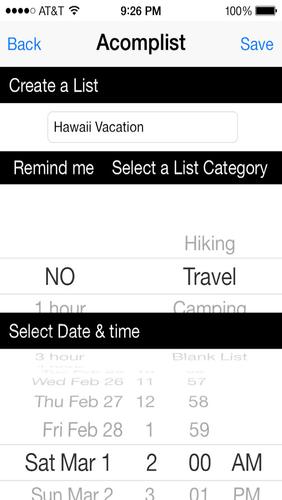 AT&T 9:26 PM 100%
Back Acomplist Save
Create a List
Hawaii Vacation
Remind me Select a List Category
Hiking
NO Travel
1 hour Camping
Select Date & time
3 hour Blank List
Wed Feb 26 11 57
Thu Feb 27 12 58
Fri Feb 28 1 59
Sat Mar 1 2 00 AM
Sun Mar 2 3 01 PM